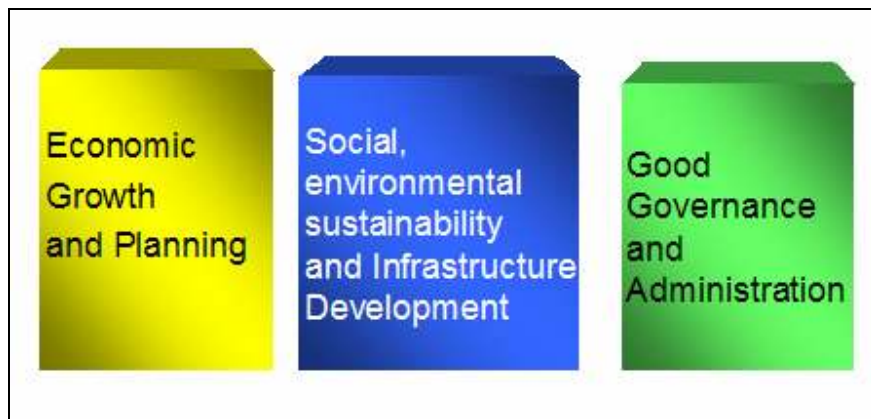 Economic
Growth
and Planning
Social,
environmental
sustainability
and Infrastructure
Development
Good
Governance
and
Administration